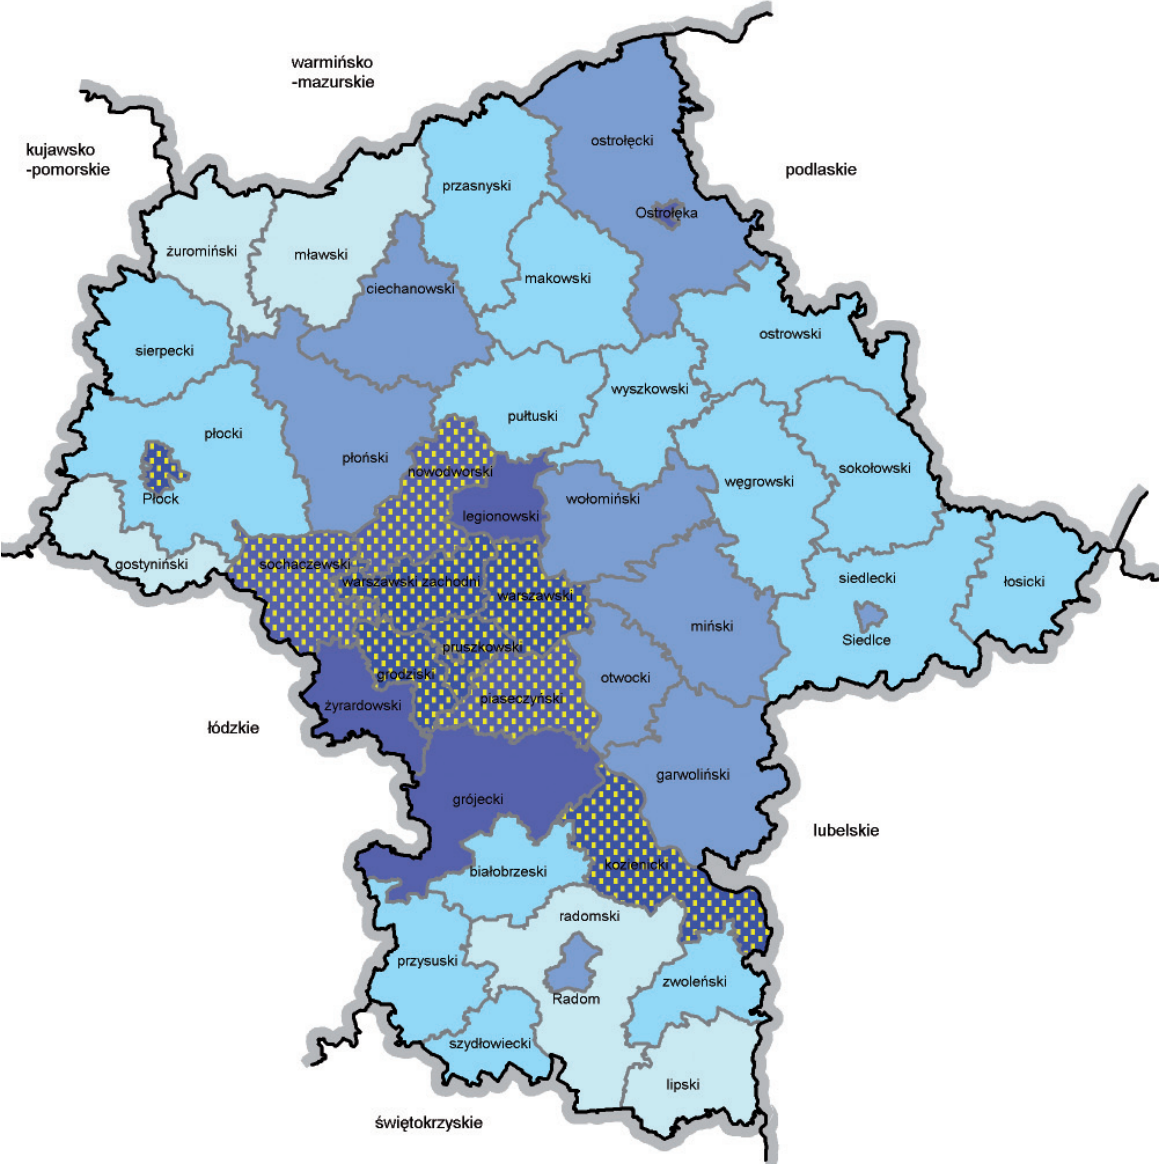 warmińsko
-mazurskie
kujawsko
-pomorskie
podlaskie
ostrołęcki
przasnyski
Ostrołęka
żuromiński
mławski
ciechanowski
makowski
sierpecki
ostrowski
wyszkowski
pułtuski
płocki
płoński
nowodworski
sokołowski
węgrowski
Płock
wołomiński
legionowski
gostyniński
sochaczewski
warszawski zachodni
warszawski
siedlecki
łosicki
Siedlce
miński
pruszkowski
grodziski
otwocki
piaseczyński
żyrardowski
łódzkie
garwoliński
grójecki
lubelskie
kozienicki
białobrzeski
radomski
przysuski
zwoleński
Radom
szydłowiecki
lipski
świętokrzyskie